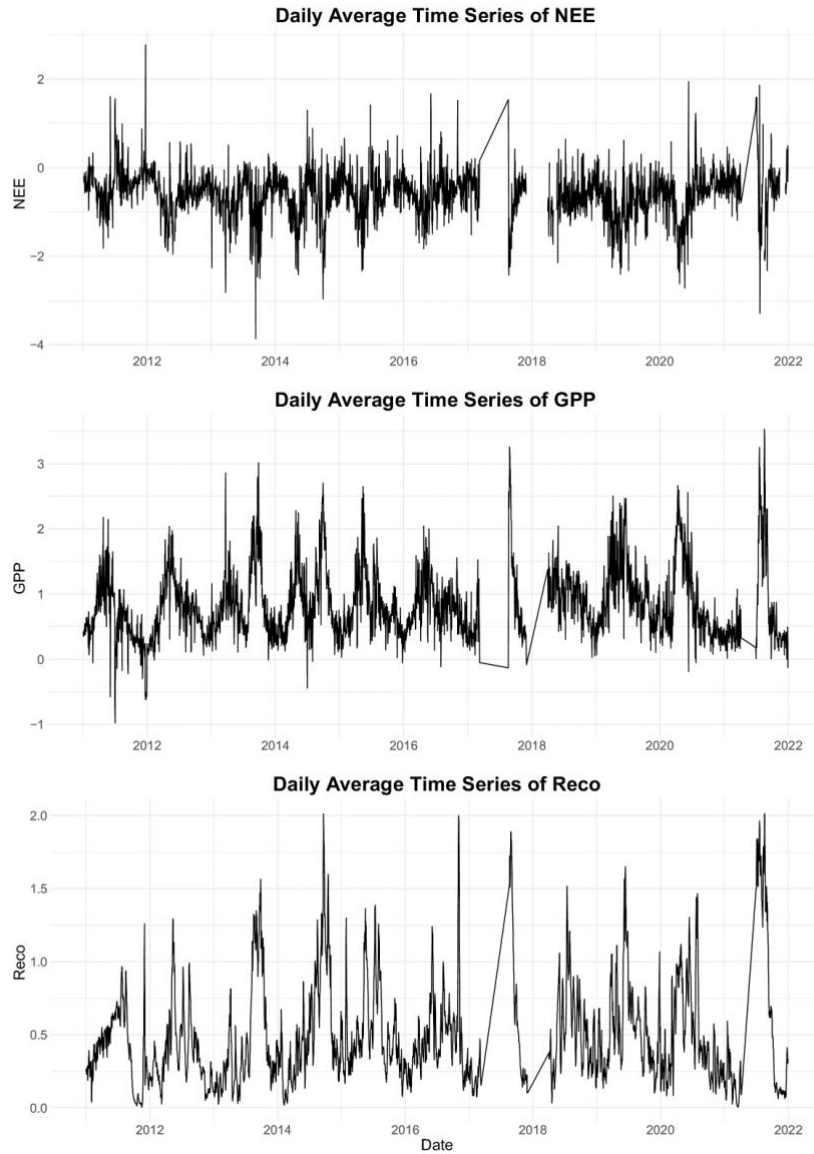 Daily Average Time Series of NEE
NEE
2
0
−2
−4
2012 2014 2016 2018 2020 2022
Daily Average Time Series of GPP
GPP
3
2
1
0
−1
2012 2014 2016 2018 2020 2022
Daily Average Time Series of Reco
Reco
2.0
1.5
1.0
0.5
0.0
2012 2014 2016 2018 2020 2022
Date